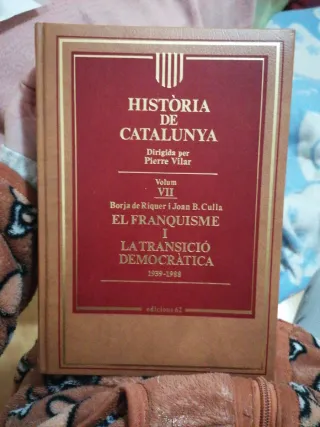 HISTÒRIA
DE
CATALUNYA
Dirigida per
Pierre Vilar
Volum
VII
Borja de Riquer i Joan B. Culla
EL FRANQUISME
I
LA TRANSICIÓ
DEMOCRÀTICA
1939-1988
edicions 62